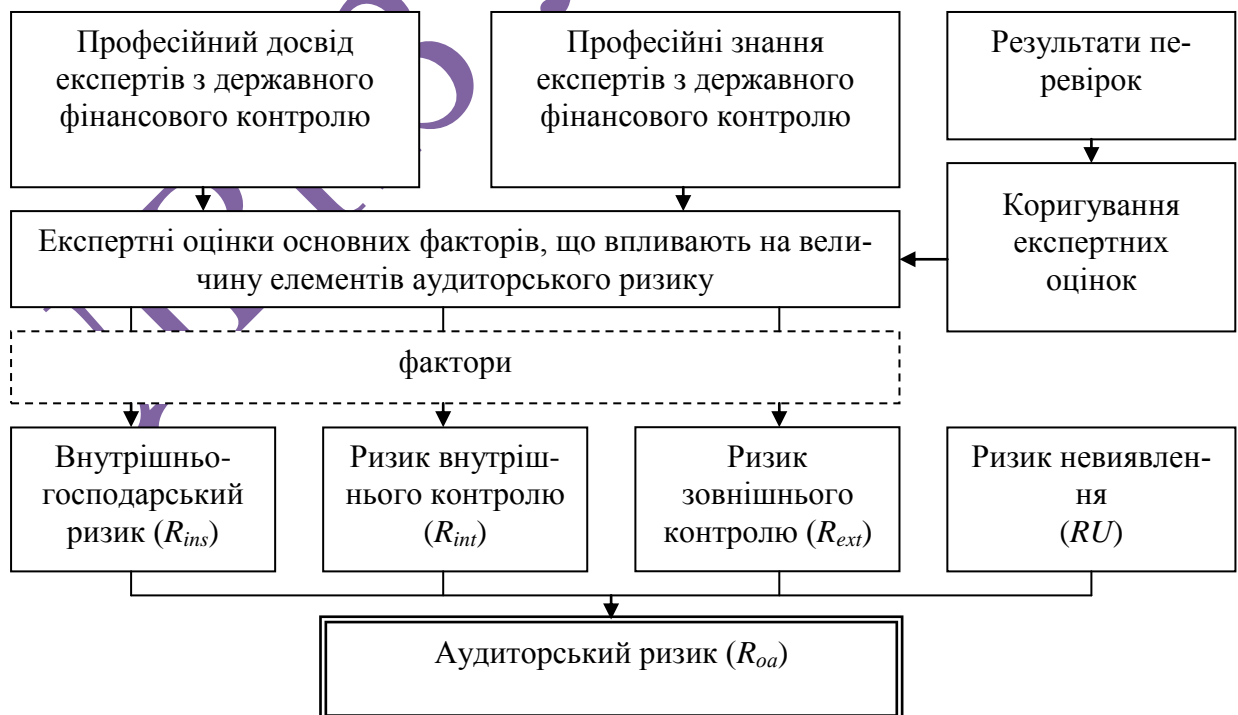 Професійний досвід
експертів з державного
фінансового контролю
Професійні знання
експертів з державного
фінансового контролю
Результати пе-
ревірок
Коригування
експертних
оцінок
Експертні оцінки основних факторів, що впливають на вели-
чину елементів аудиторського ризику
фактори
Внутрішньо-
господарський
ризик (Rins)
Ризик внутріш-
нього контролю
(Rint)
Ризик
зовнішнього
контролю (Rext)
Ризик невиявлен-
ня
(RU)
Аудиторський ризик (Roa)